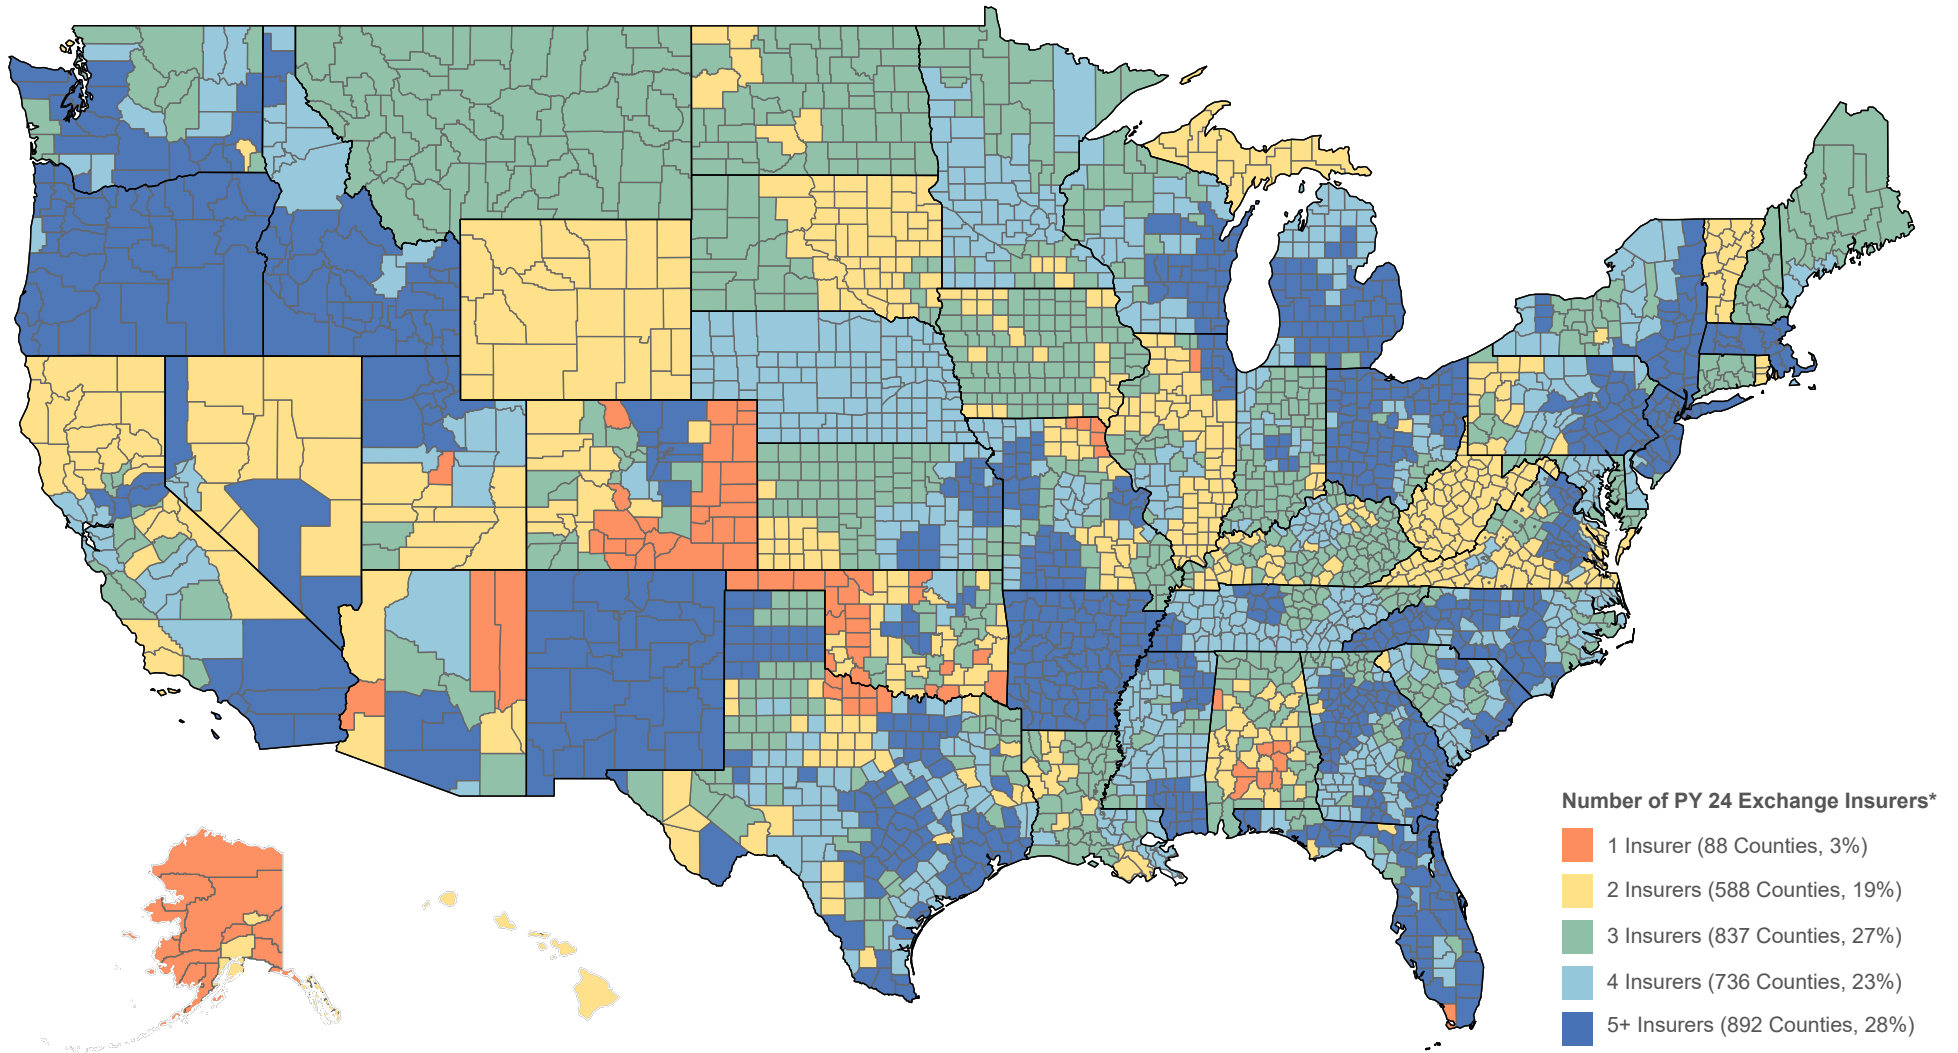 Number of PY 24 Exchange Insurers*
1 Insurer (88 Counties, 3%)
2 Insurers (588 Counties, 19%)
3 Insurers (837 Counties, 27%)
4 Insurers (736 Counties, 23%)
5+ Insurers (892 Counties, 28%)